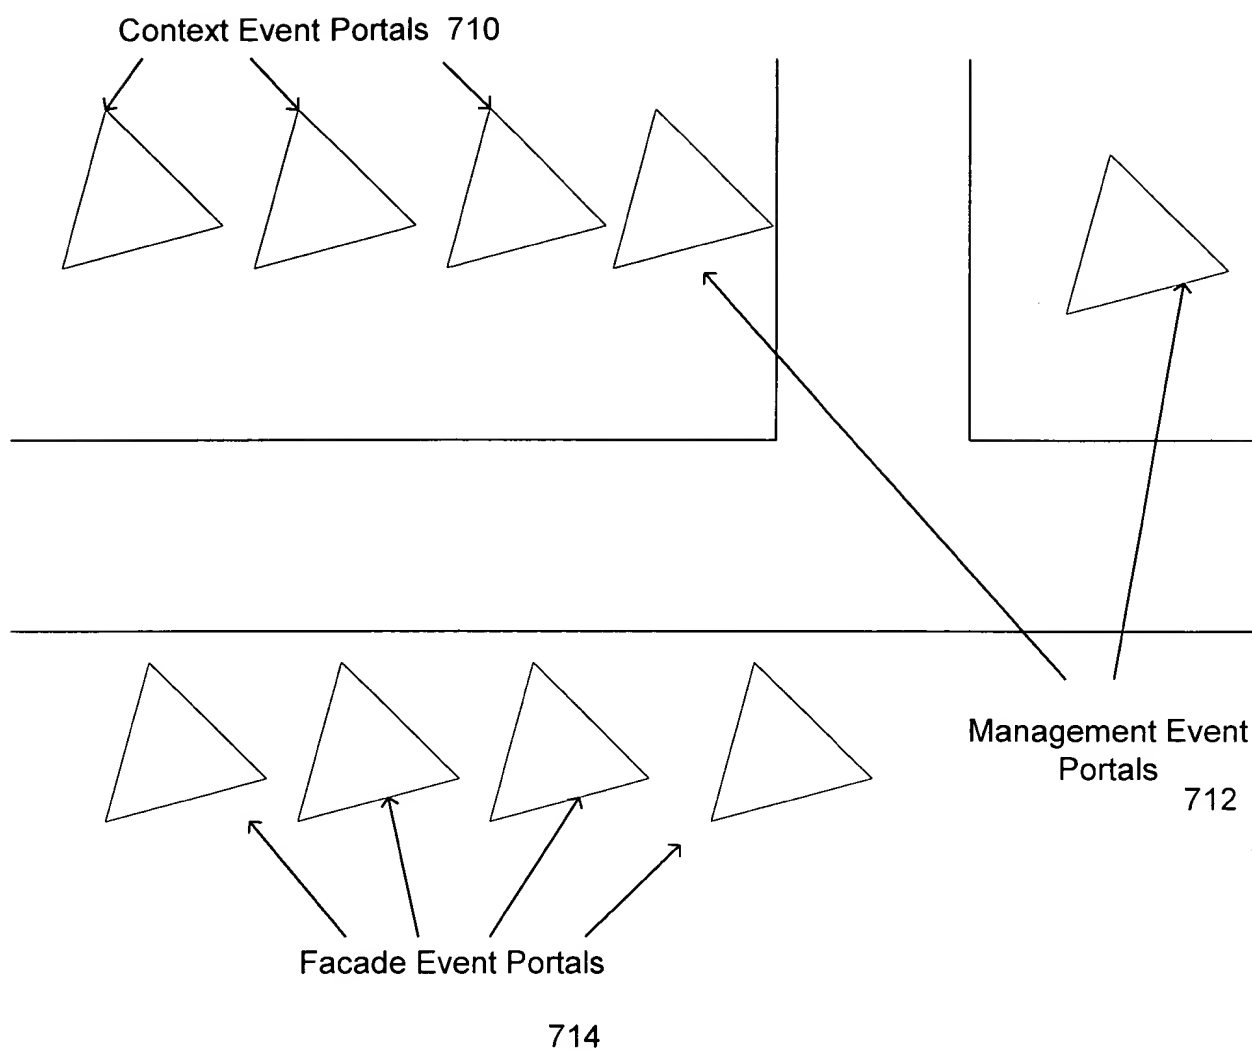 Context Event Portals 710
Management Event
Portals
712
Facade Event Portals
714